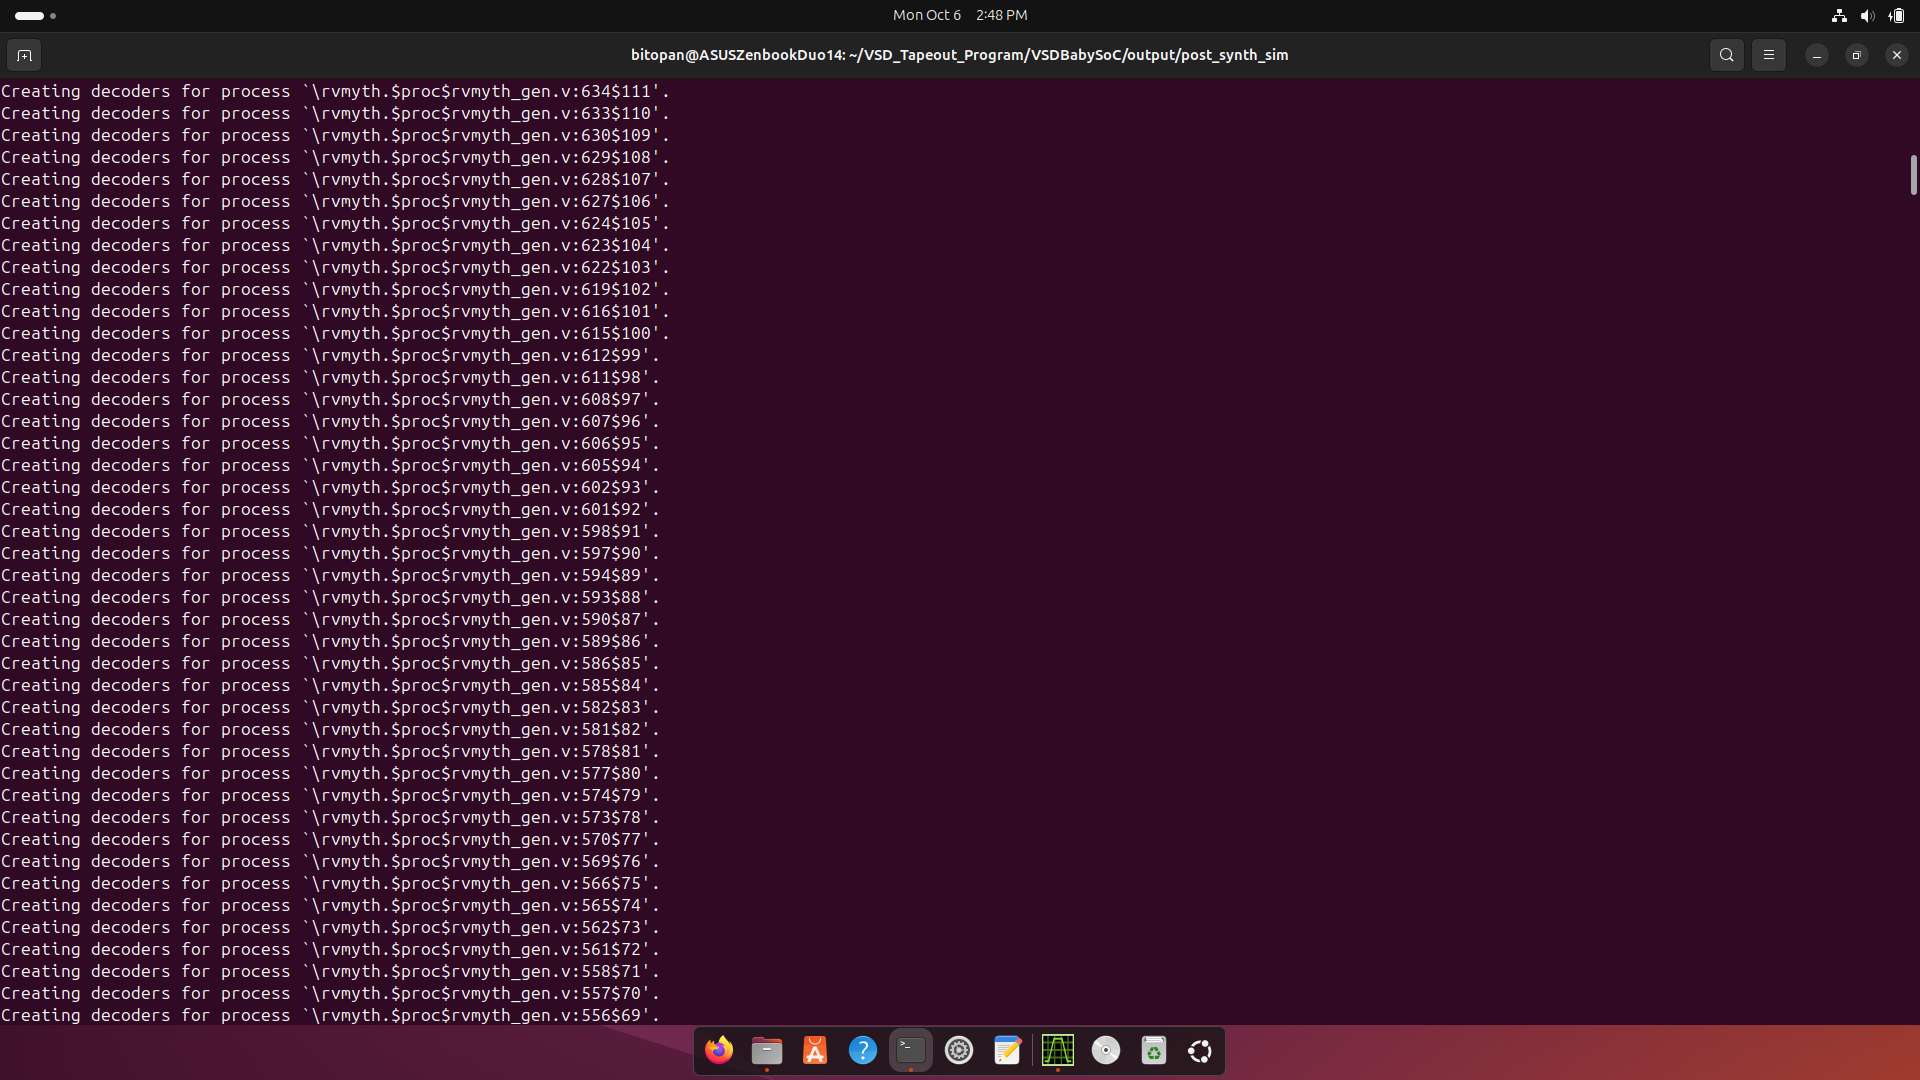 Mon Oct 6 2:48 PM
bitopan@ASUSZenbookDuo14: ~/VSD_Tapeout_Program/VSDBabySoC/output/post_synth_sim
Creating decoders for process `\rvmyth.$proc$rvmyth_gen.v:634$111'.
Creating decoders for process `\rvmyth.$proc$rvmyth_gen.v:633$110'.
Creating decoders for process `\rvmyth.$proc$rvmyth_gen.v:630$109'.
Creating decoders for process `\rvmyth.$proc$rvmyth_gen.v:629$108'.
Creating decoders for process `\rvmyth.$proc$rvmyth_gen.v:628$107'.
Creating decoders for process `\rvmyth.$proc$rvmyth_gen.v:627$106'.
Creating decoders for process `\rvmyth.$proc$rvmyth_gen.v:624$105'.
Creating decoders for process `\rvmyth.$proc$rvmyth_gen.v:623$104'.
Creating decoders for process `\rvmyth.$proc$rvmyth_gen.v:622$103'.
Creating decoders for process `\rvmyth.$proc$rvmyth_gen.v:619$102'.
Creating decoders for process `\rvmyth.$proc$rvmyth_gen.v:616$101'.
Creating decoders for process `\rvmyth.$proc$rvmyth_gen.v:615$100'.
Creating decoders for process `\rvmyth.$proc$rvmyth_gen.v:612$99'.
Creating decoders for process `\rvmyth.$proc$rvmyth_gen.v:611$98'.
Creating decoders for process `\rvmyth.$proc$rvmyth_gen.v:608$97'.
Creating decoders for process `\rvmyth.$proc$rvmyth_gen.v:607$96'.
Creating decoders for process `\rvmyth.$proc$rvmyth_gen.v:606$95'.
Creating decoders for process `\rvmyth.$proc$rvmyth_gen.v:605$94'.
Creating decoders for process `\rvmyth.$proc$rvmyth_gen.v:602$93'.
Creating decoders for process `\rvmyth.$proc$rvmyth_gen.v:601$92'.
Creating decoders for process `\rvmyth.$proc$rvmyth_gen.v:598$91'.
Creating decoders for process `\rvmyth.$proc$rvmyth_gen.v:597$90'.
Creating decoders for process `\rvmyth.$proc$rvmyth_gen.v:594$89'.
Creating decoders for process `\rvmyth.$proc$rvmyth_gen.v:593$88'.
Creating decoders for process `\rvmyth.$proc$rvmyth_gen.v:590$87'.
Creating decoders for process `\rvmyth.$proc$rvmyth_gen.v:589$86'.
Creating decoders for process `\rvmyth.$proc$rvmyth_gen.v:586$85'.
Creating decoders for process `\rvmyth.$proc$rvmyth_gen.v:585$84'.
Creating decoders for process `\rvmyth.$proc$rvmyth_gen.v:582$83'.
Creating decoders for process `\rvmyth.$proc$rvmyth_gen.v:581$82'.
Creating decoders for process `\rvmyth.$proc$rvmyth_gen.v:578$81'.
Creating decoders for process `\rvmyth.$proc$rvmyth_gen.v:577$80'.
Creating decoders for process `\rvmyth.$proc$rvmyth_gen.v:574$79'.
Creating decoders for process `\rvmyth.$proc$rvmyth_gen.v:573$78'.
Creating decoders for process `\rvmyth.$proc$rvmyth_gen.v:570$77'.
Creating decoders for process `\rvmyth.$proc$rvmyth_gen.v:569$76'.
Creating decoders for process `\rvmyth.$proc$rvmyth_gen.v:566$75'.
Creating decoders for process `\rvmyth.$proc$rvmyth_gen.v:565$74'.
Creating decoders for process `\rvmyth.$proc$rvmyth_gen.v:562$73'.
Creating decoders for process `\rvmyth.$proc$rvmyth_gen.v:561$72'.
Creating decoders for process `\rvmyth.$proc$rvmyth_gen.v:558$71'.
Creating decoders for process `\rvmyth.$proc$rvmyth_gen.v:557$70'.
Creating decoders for process `\rvmyth.$proc$rvmyth_gen.v:556$69'.